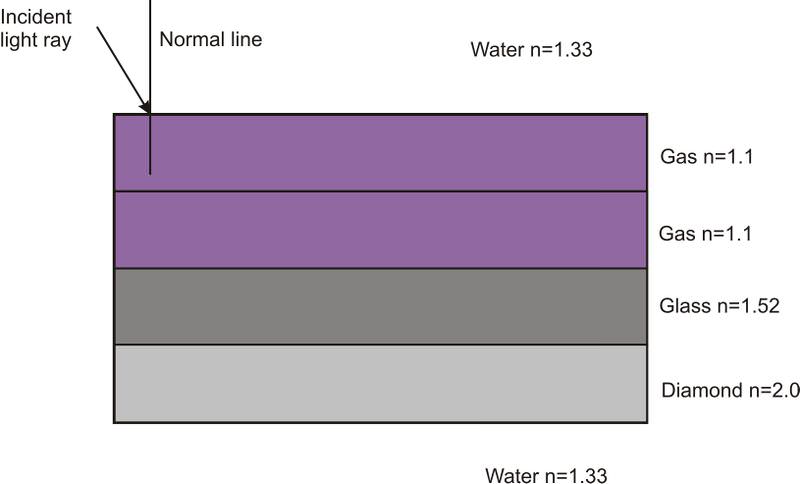 Incident
light ray
Normal line
Water n=1.33
Gas n=1.1
Gas n=1.1
Glass n=1.52
Diamond n=2.0
Water n=1.33